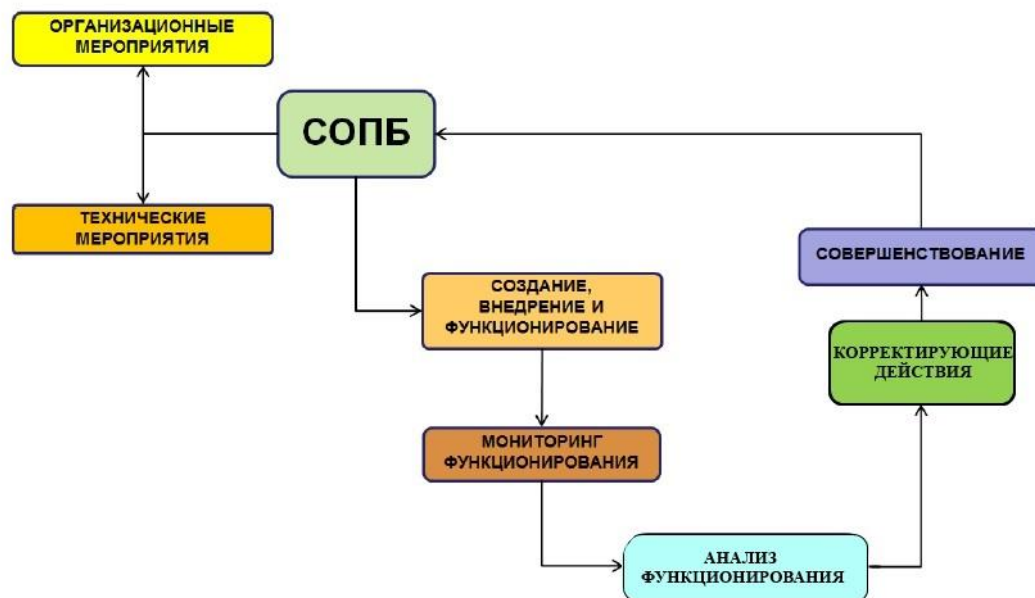 ОРГАНИЗАЦИОННЫЕ
МЕРОПРИЯТИЯ
СОПБ
ТЕХНИЧЕСКИЕ
МЕРОПРИЯТИЯ
СОЗДАНИЕ,
ВНЕДРЕНИЕ И
ФУНКЦИОНИРОВАНИЕ
МОНИТОРИНГ
ФУНКЦИОНИРОВАНИЯ
АНАЛИЗ
ФУНКЦИОНИРОВАНИЯ
КОРРЕКТИРУЮЩИЕ
ДЕЙСТВИЯ
СОВЕРШЕНСТВОВАНИЕ